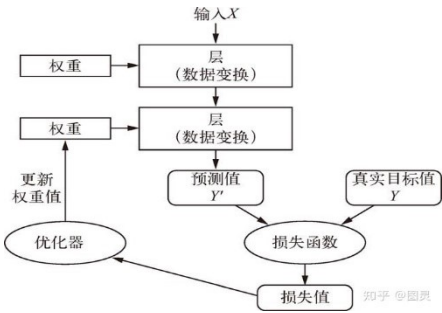 输入X
层
(数据变换)
权重
层
(数据变换)
权重
预测值
Y'
真实目标值
Y
更新
权重值
优化器
损失函数
损失值
知乎 @图灵